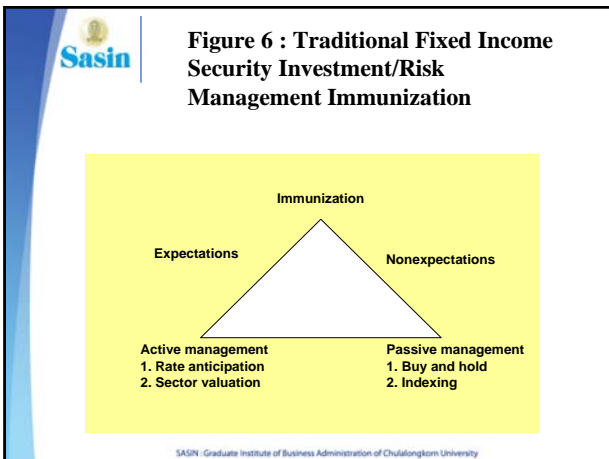 Sasin
Figure 6 : Traditional Fixed Income
Security Investment/Risk
Management Immunization
Immunization
Expectations
Nonexpectations
Active management
1. Rate anticipation
2. Sector valuation
Passive management
1. Buy and hold
2. Indexing
SASIN : Graduate Institute of Business Administration of Chulalongkorn University